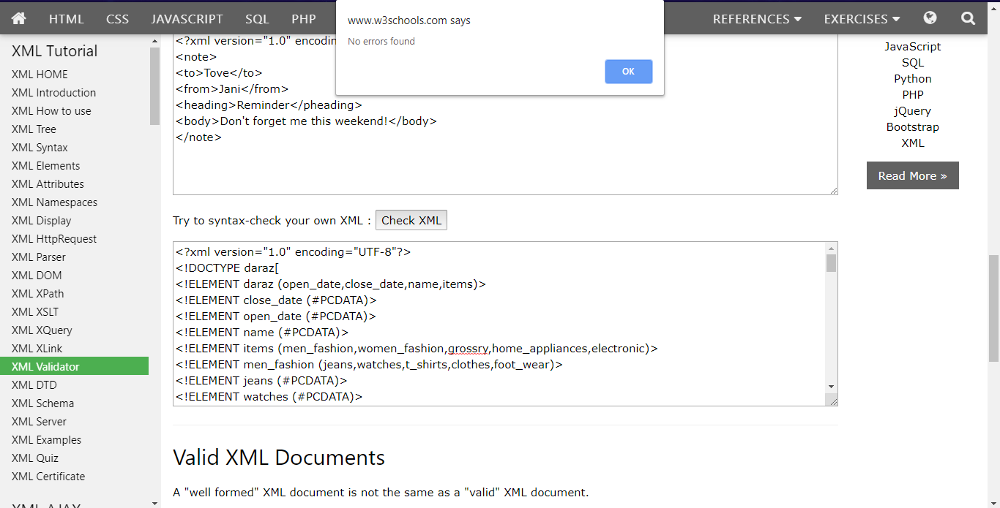 HTML CSS JAVASCRIPT SQL PHP REFERENCES EXERCISES
www.w3schools.com says
No errors found
OK
XML Tutorial
XML HOME
XML Introduction
XML How to use
XML Tree
XML Syntax
XML Elements
XML Attributes
XML Namespaces
XML Display
XML HttpRequest
XML Parser
XML DOM
XML XPath
XML XSLT
XML XQuery
XML XLink
XML Validator
XML DTD
XML Schema
XML Server
XML Examples
XML Quiz
XML Certificate
XML AJAX
<?xml version="1.0" encodin
<note>
<to>Tove</to>
<from>Jani</from>
<heading>Reminder</pheading>
<body>Don't forget me this weekend!</body>
</note>
Try to syntax-check your own XML : Check XML
<?xml version="1.0" encoding="UTF-8"?>
<!DOCTYPE daraz[
<!ELEMENT daraz (open_date,close_date,name,items)>
<!ELEMENT close_date (#PCDATA)>
<!ELEMENT open_date (#PCDATA)>
<!ELEMENT name (#PCDATA)>
<!ELEMENT items (men_fashion,women_fashion,grossry,home_appliances,electronic)>
<!ELEMENT men_fashion (jeans,watches,t_shirts,clothes,foot_wear)>
<!ELEMENT jeans (#PCDATA)>
<!ELEMENT watches (#PCDATA)>
Valid XML Documents
A "well formed" XML document is not the same as a "valid" XML document.
JavaScript
SQL
Python
PHP
jQuery
Bootstrap
XML
Read More »